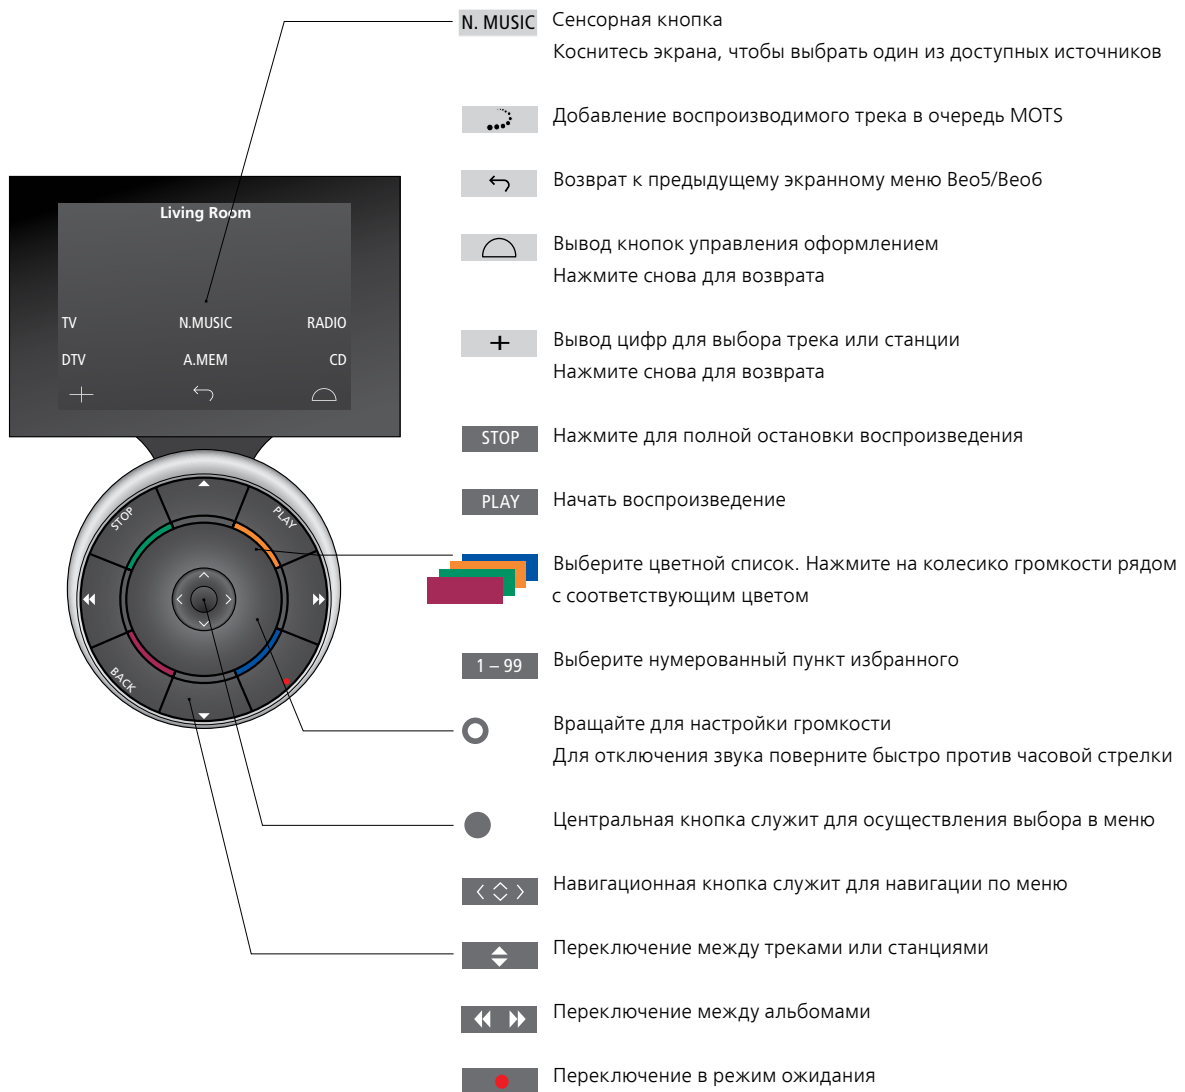 N. MUSIC Сенсорная кнопка
Коснитесь экрана, чтобы выбрать один из доступных источников
Добавление воспроизводимого трека в очередь MOTS
Возврат к предыдущему экранному меню Beo5/Beo6
Вывод кнопок управления оформлением
Нажмите снова для возврата
Вывод цифр для выбора трека или станции
Нажмите снова для возврата
STOP Нажмите для полной остановки воспроизведения
PLAY Начать воспроизведение
Выберите цветной список. Нажмите на колесико громкости рядом
с соответствующим цветом
1 – 99 Выберите нумерованный пункт избранного
Вращайте для настройки громкости
Для отключения звука поверните быстро против часовой стрелки
Центральная кнопка служит для осуществления выбора в меню
Навигационная кнопка служит для навигации по меню
Переключение между треками или станциями
Переключение между альбомами
Переключение в режим ожидания
Living Room
TV N.MUSIC RADIO
DTV A.MEM CD
STOP PLAY
BACK